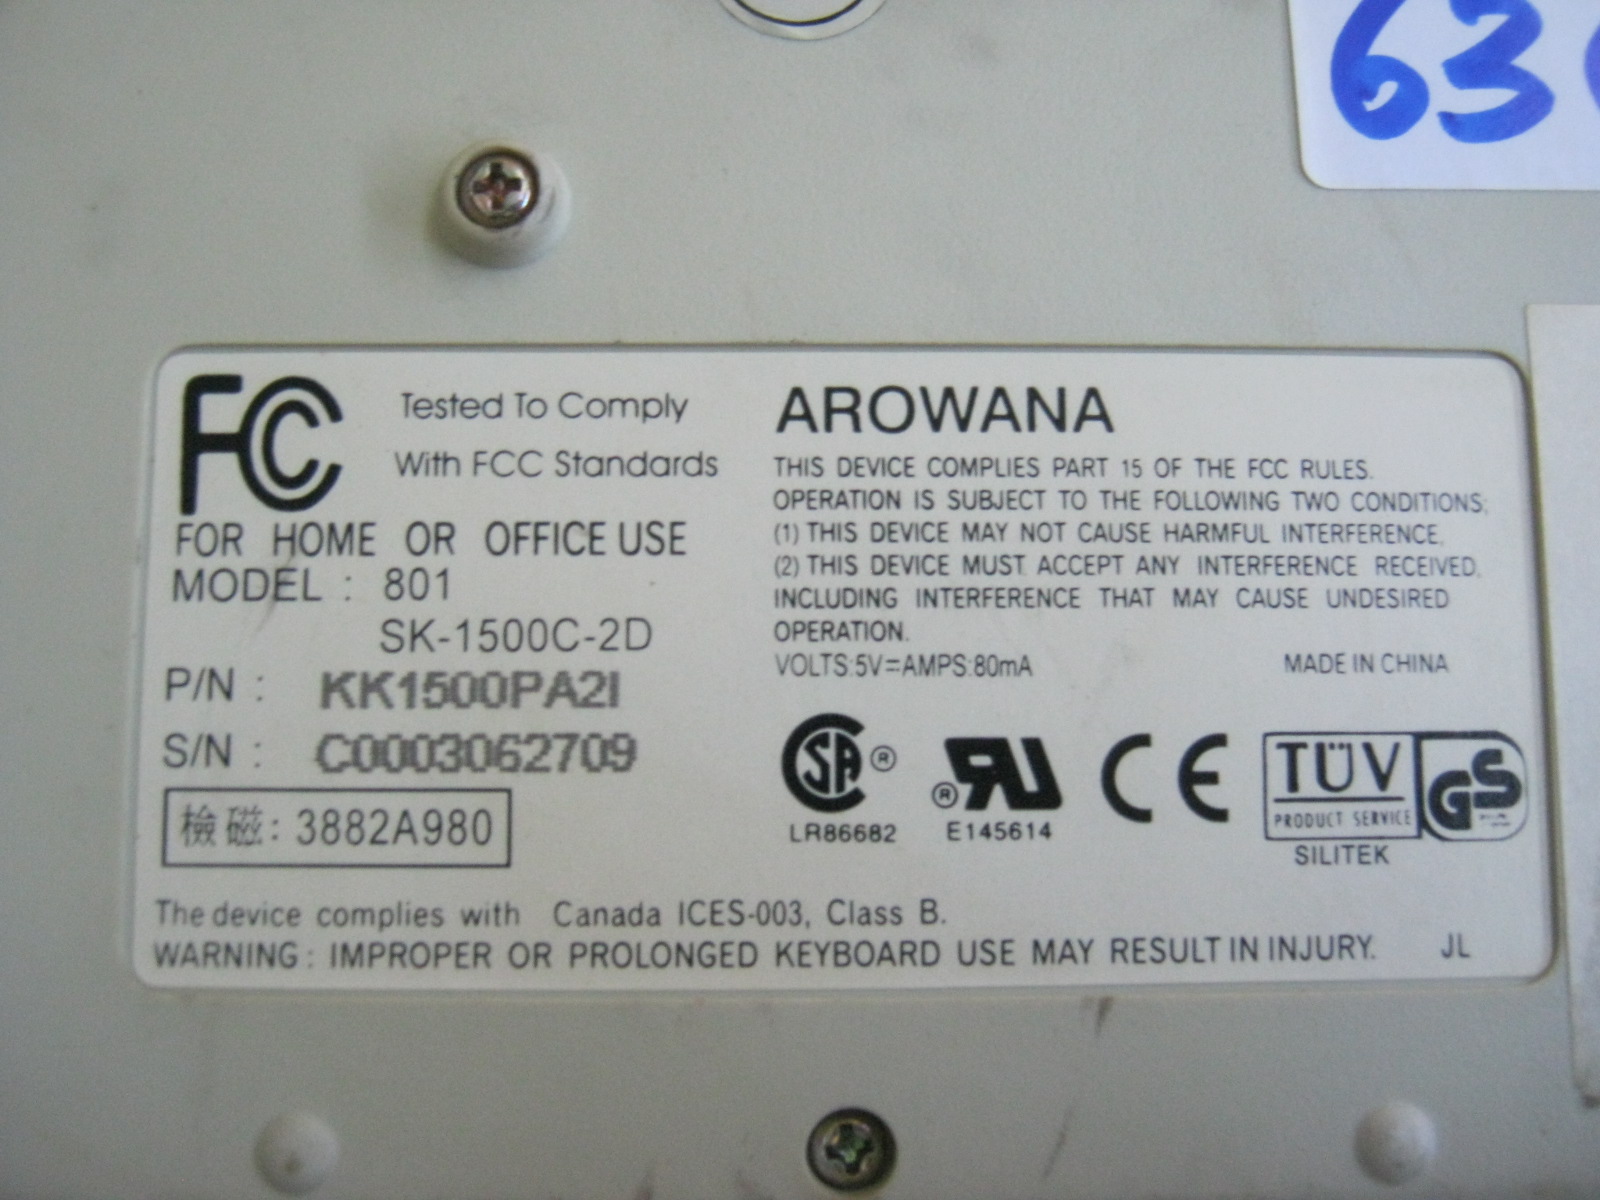 63
FC Tested To Comply
With FCC Standards
FOR HOME OR OFFICE USE
MODEL : 801
SK-1500C-2D
P/N : KK1500PA2I
S/N : C0003062709
檢磁: 3882A980
AROWANA
THIS DEVICE COMPLIES PART 15 OF THE FCC RULES.
OPERATION IS SUBJECT TO THE FOLLOWING TWO CONDITIONS:
(1) THIS DEVICE MAY NOT CAUSE HARMFUL INTERFERENCE,
(2) THIS DEVICE MUST ACCEPT ANY INTERFERENCE RECEIVED,
INCLUDING INTERFERENCE THAT MAY CAUSE UNDESIRED
OPERATION.
VOLTS:5V=AMPS:80mA MADE IN CHINA
SA ® ® CE TÜV GS
PRODUCT SERVICE
LR86682 E145614
SILITEK
The device complies with Canada ICES-003, Class B.
WARNING : IMPROPER OR PROLONGED KEYBOARD USE MAY RESULT IN INJURY. JL